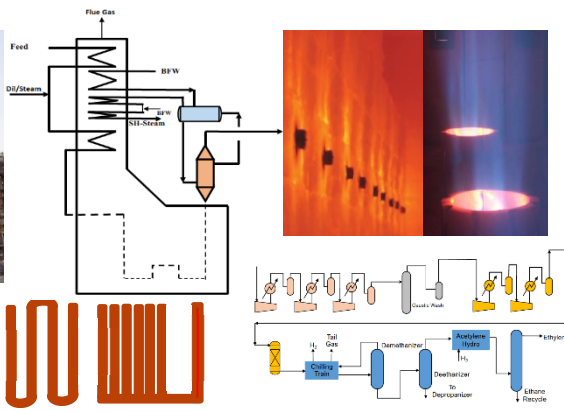 Flue Gas
Feed
BFW
Dil/Steam
BFW
SH-Steam
Caustic Wash
H2
Tail
Gas
Chilling
Train
Demethanizer
Deethanizer
To
Depropanizer
Acetylene
Hydro
H2
Ethylene
Ethane
Recycle